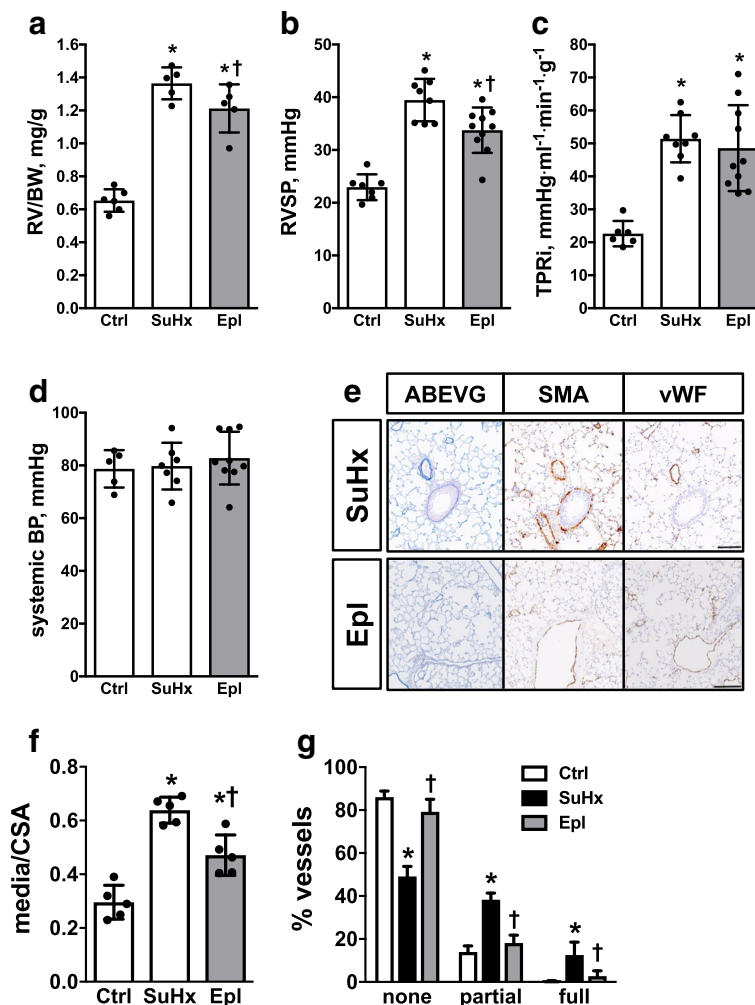 a
RV/BW, mg/g
1.6
1.4
1.2
1.0
0.8
0.6
0.4
0.2
0.0
*
*†
Ctrl SuHx Epl
b
RVSP, mmHg
50
40
30
20
10
0
*
*†
Ctrl SuHx Epl
c
TPRi, mmHg·ml⁻¹·min⁻¹·g⁻¹
80
70
60
50
40
30
20
10
0
*
*
Ctrl SuHx Epl
d
systemic BP, mmHg
100
80
60
40
20
0
Ctrl SuHx Epl
e
ABEVG SMA vWF
SuHx
Epl
f
media/CSA
0.8
0.6
0.4
0.2
0.0
*
*†
Ctrl SuHx Epl
g
% vessels
100
80
60
40
20
0
Ctrl
SuHx
Epl
*
†
*
†
*
†
none partial full